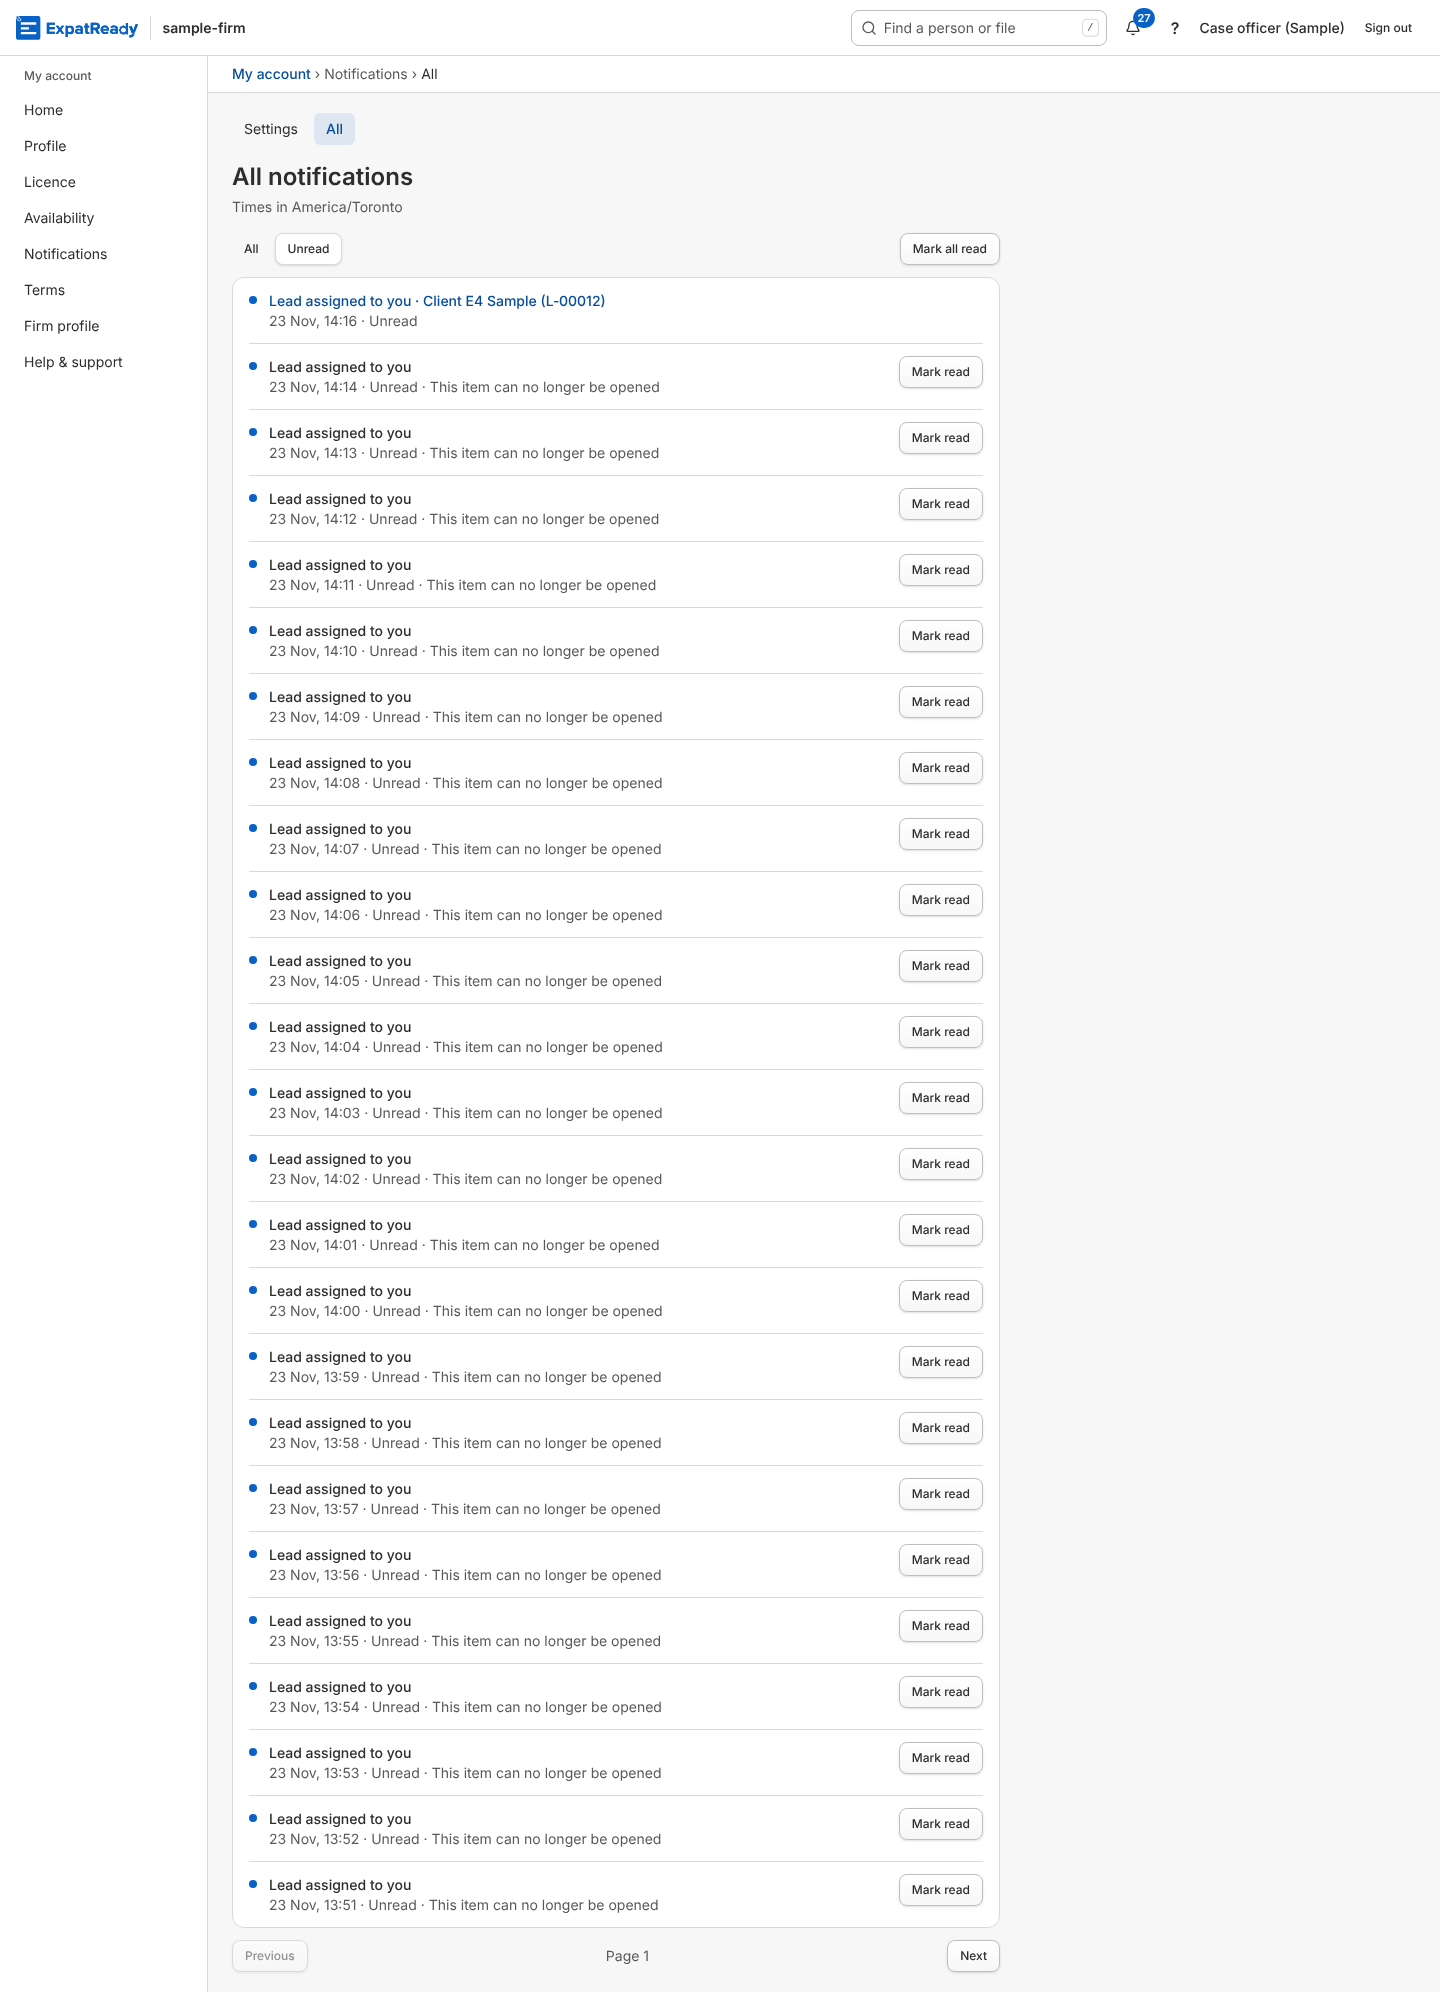 ExpatReady
sample-firm
Find a person or file
/
27
?
Case officer (Sample)
Sign out
My account
Home
Profile
Licence
Availability
Notifications
Terms
Firm profile
Help & support
My account › Notifications › All
Settings
All
All notifications
Times in America/Toronto
All
Unread
Mark all read
Lead assigned to you · Client E4 Sample (L-00012)
23 Nov, 14:16 · Unread
Lead assigned to you
23 Nov, 14:14 · Unread · This item can no longer be opened
Mark read
Lead assigned to you
23 Nov, 14:13 · Unread · This item can no longer be opened
Mark read
Lead assigned to you
23 Nov, 14:12 · Unread · This item can no longer be opened
Mark read
Lead assigned to you
23 Nov, 14:11 · Unread · This item can no longer be opened
Mark read
Lead assigned to you
23 Nov, 14:10 · Unread · This item can no longer be opened
Mark read
Lead assigned to you
23 Nov, 14:09 · Unread · This item can no longer be opened
Mark read
Lead assigned to you
23 Nov, 14:08 · Unread · This item can no longer be opened
Mark read
Lead assigned to you
23 Nov, 14:07 · Unread · This item can no longer be opened
Mark read
Lead assigned to you
23 Nov, 14:06 · Unread · This item can no longer be opened
Mark read
Lead assigned to you
23 Nov, 14:05 · Unread · This item can no longer be opened
Mark read
Lead assigned to you
23 Nov, 14:04 · Unread · This item can no longer be opened
Mark read
Lead assigned to you
23 Nov, 14:03 · Unread · This item can no longer be opened
Mark read
Lead assigned to you
23 Nov, 14:02 · Unread · This item can no longer be opened
Mark read
Lead assigned to you
23 Nov, 14:01 · Unread · This item can no longer be opened
Mark read
Lead assigned to you
23 Nov, 14:00 · Unread · This item can no longer be opened
Mark read
Lead assigned to you
23 Nov, 13:59 · Unread · This item can no longer be opened
Mark read
Lead assigned to you
23 Nov, 13:58 · Unread · This item can no longer be opened
Mark read
Lead assigned to you
23 Nov, 13:57 · Unread · This item can no longer be opened
Mark read
Lead assigned to you
23 Nov, 13:56 · Unread · This item can no longer be opened
Mark read
Lead assigned to you
23 Nov, 13:55 · Unread · This item can no longer be opened
Mark read
Lead assigned to you
23 Nov, 13:54 · Unread · This item can no longer be opened
Mark read
Lead assigned to you
23 Nov, 13:53 · Unread · This item can no longer be opened
Mark read
Lead assigned to you
23 Nov, 13:52 · Unread · This item can no longer be opened
Mark read
Lead assigned to you
23 Nov, 13:51 · Unread · This item can no longer be opened
Mark read
Previous
Page 1
Next